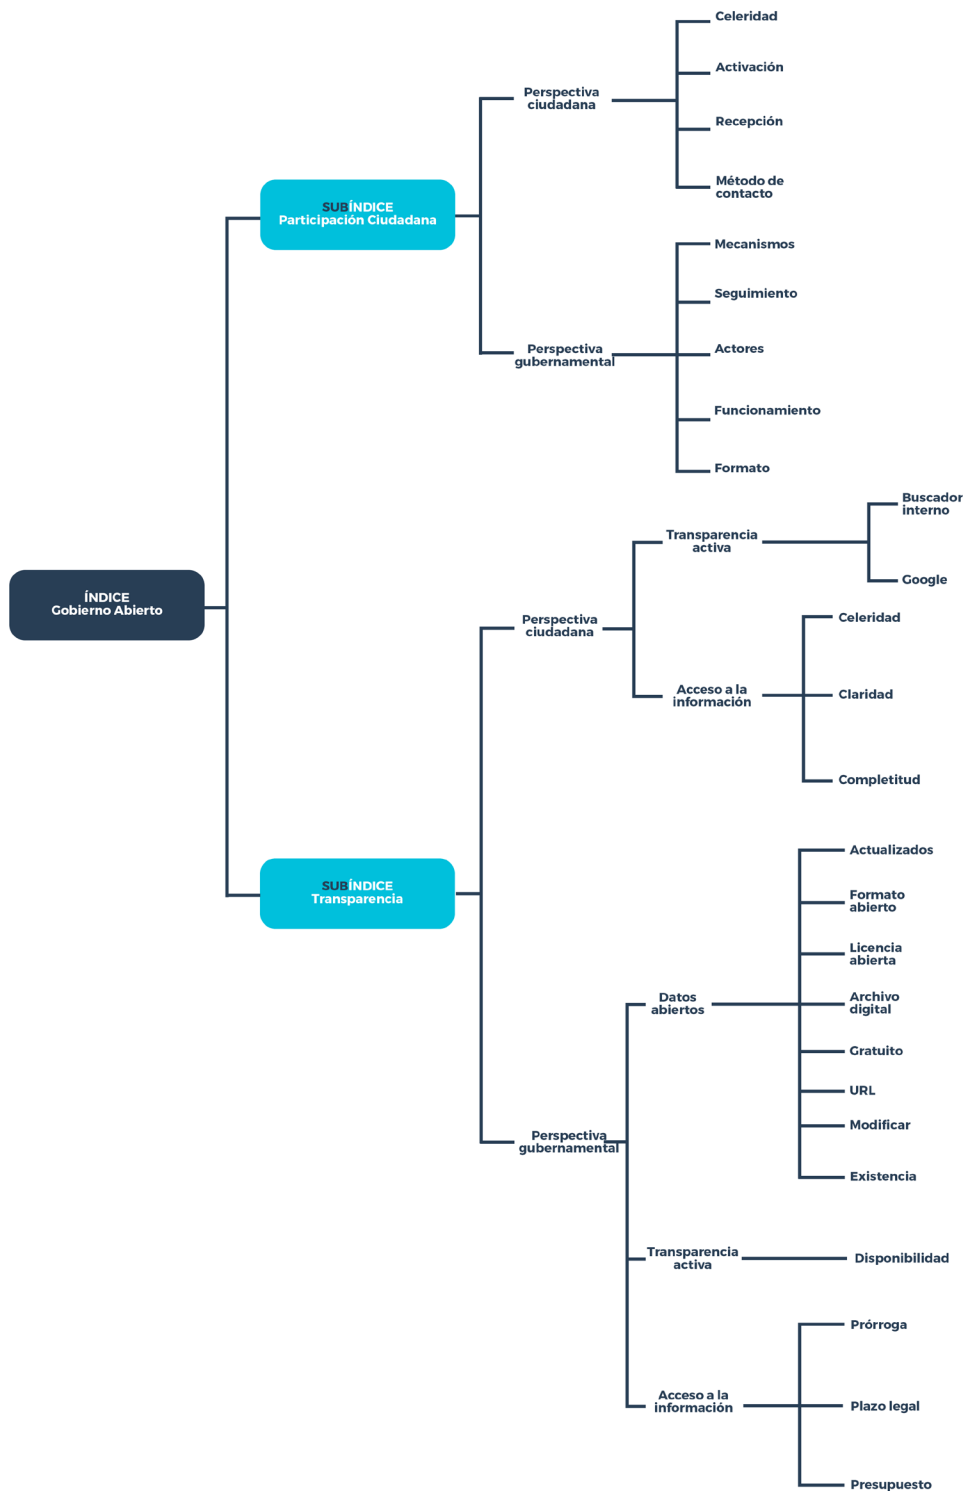 Celeridad
Activación
Perspectiva
ciudadana
Recepción
Método de
contacto
SUBÍNDICE
Participación Ciudadana
Mecanismos
Seguimiento
Perspectiva
gubernamental
Actores
Funcionamiento
Formato
Buscador
interno
Transparencia
activa
Google
ÍNDICE
Gobierno Abierto
Perspectiva
ciudadana
Celeridad
Acceso a la
información
Claridad
Completitud
SUBÍNDICE
Transparencia
Actualizados
Formato
abierto
Licencia
abierta
Datos
abiertos
Archivo
digital
Gratuito
URL
Modificar
Perspectiva
gubernamental
Existencia
Transparencia
activa
Disponibilidad
Prórroga
Acceso a la
información
Plazo legal
Presupuesto